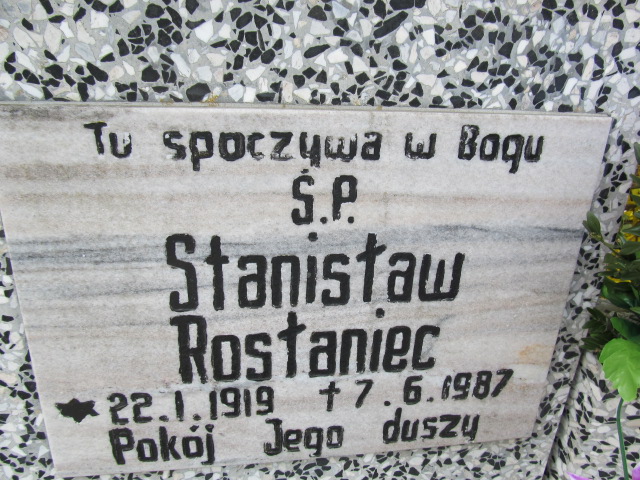 Tu spoczywa w Bogu
Ś.P.
Stanisław
Rostaniec
22.1.1919 † 7.6.1987
Pokój Jego duszy